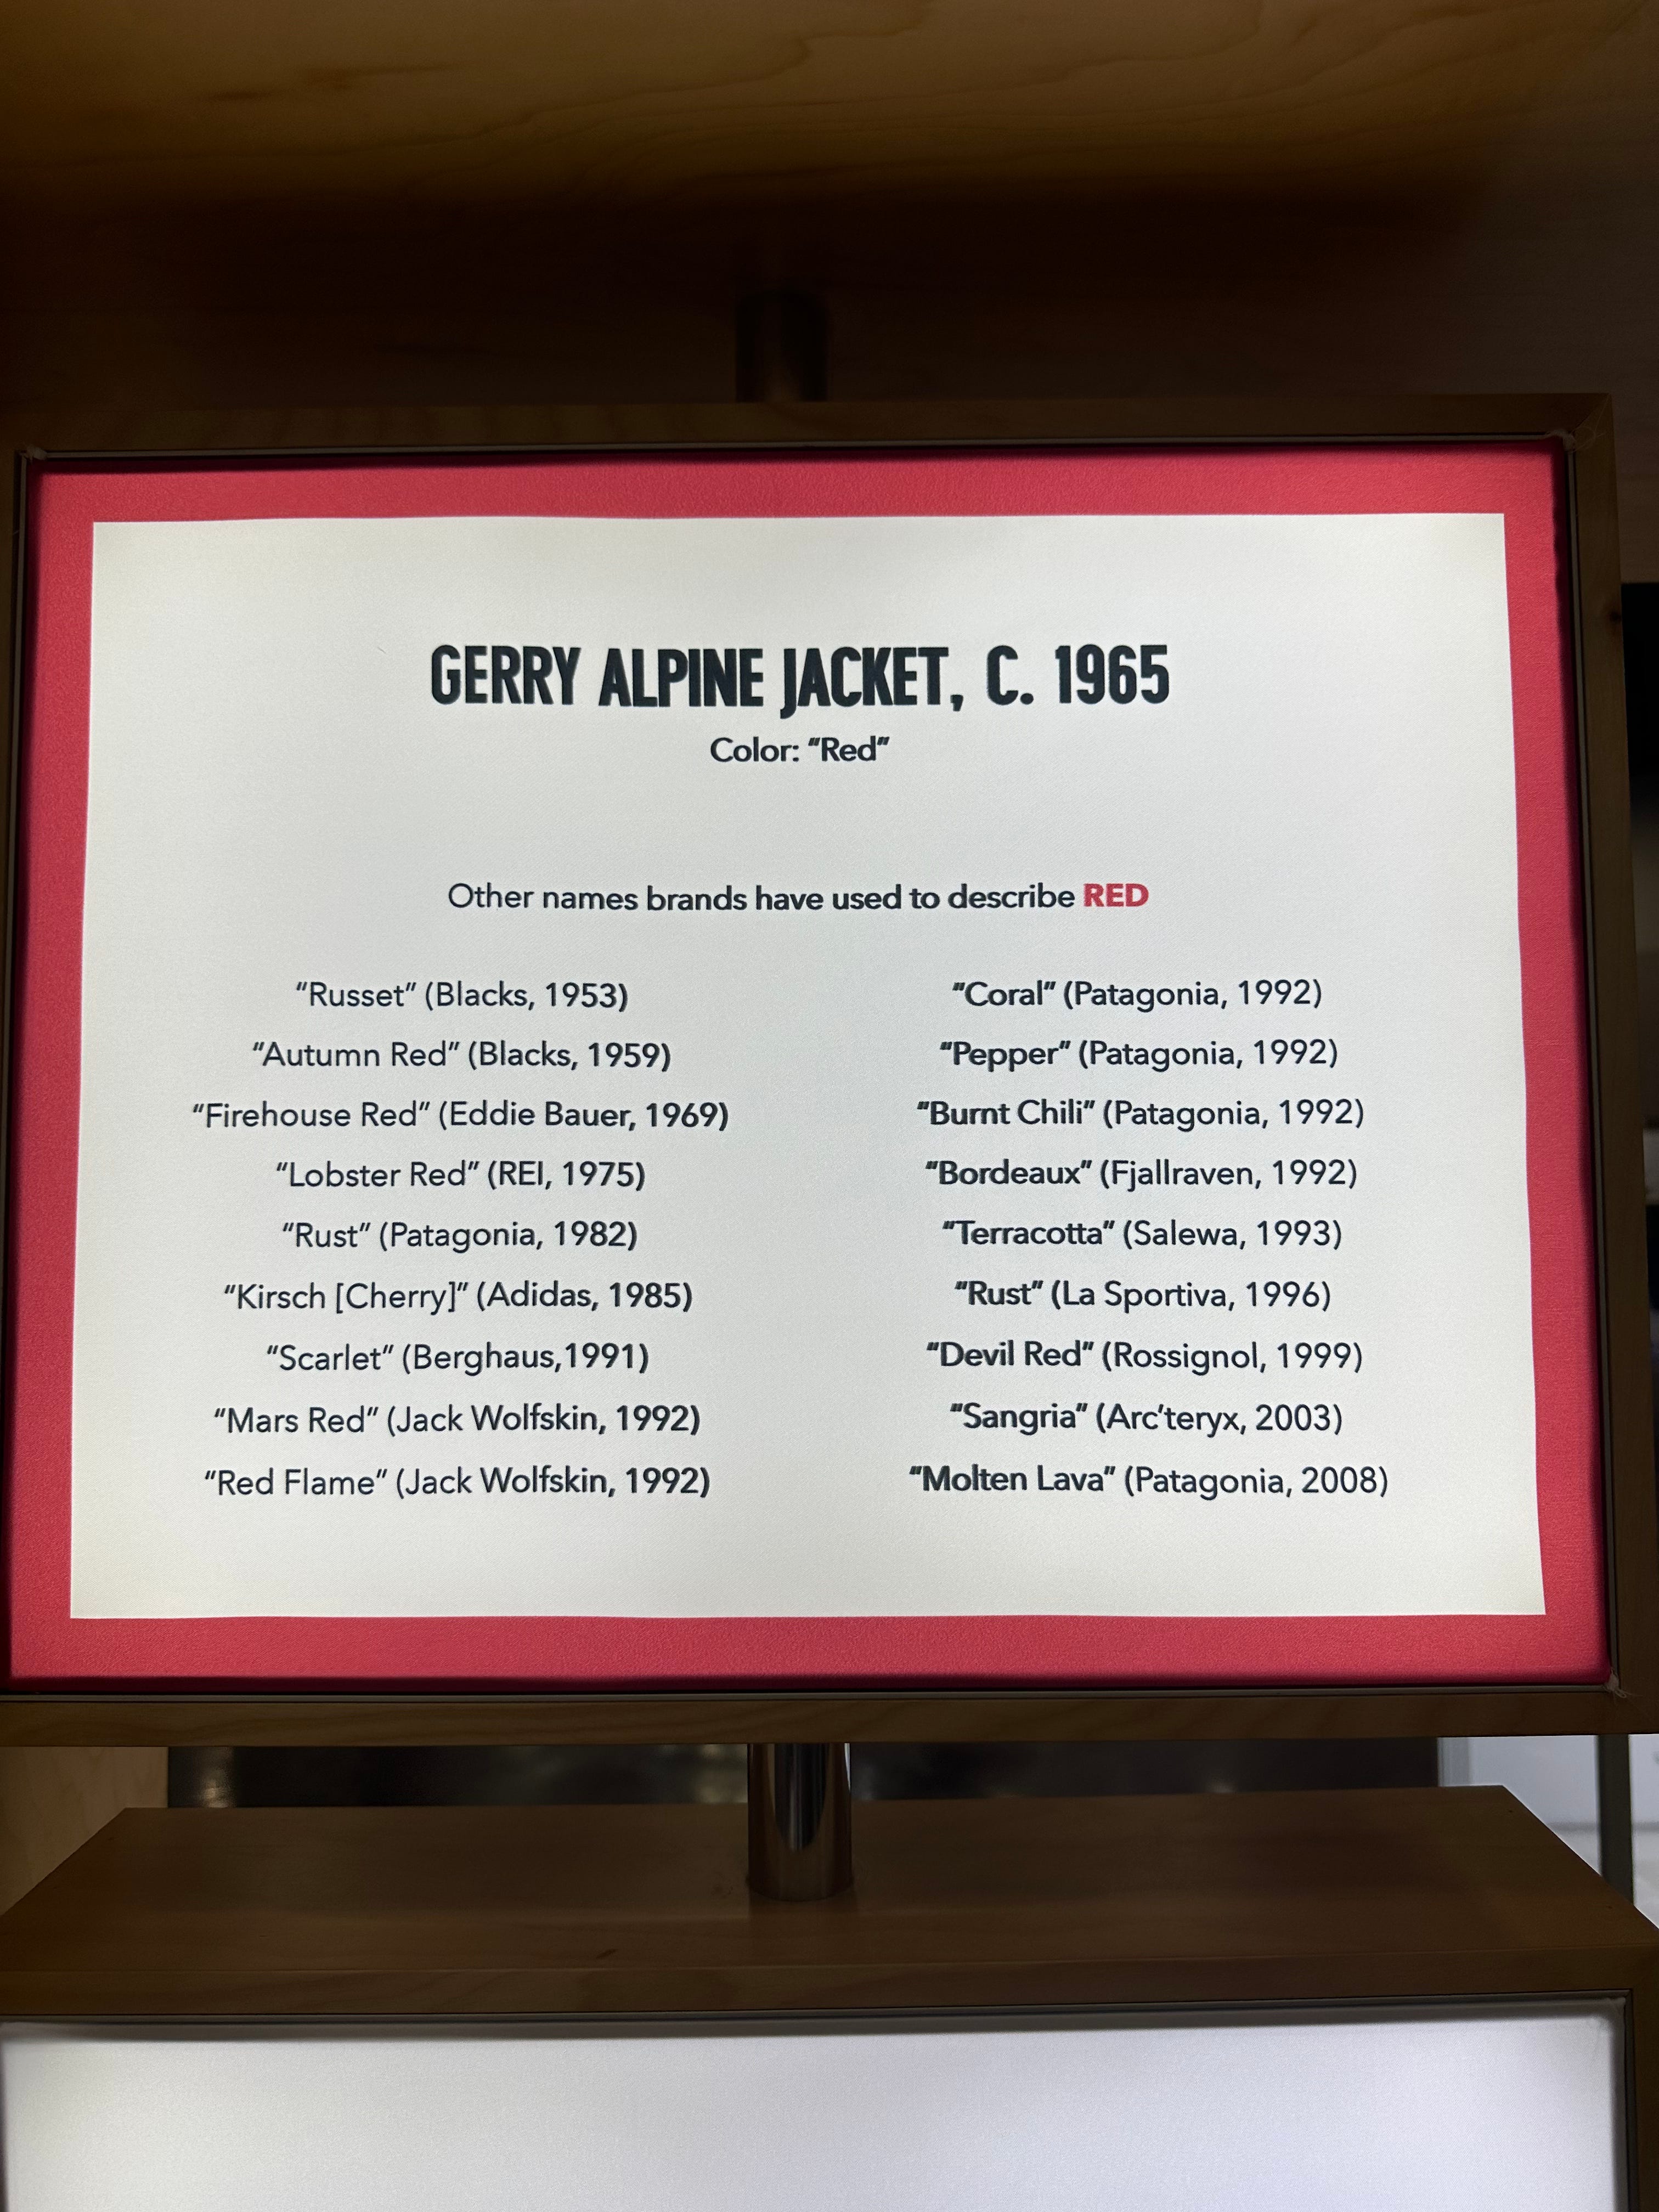 GERRY ALPINE JACKET, C. 1965
Color: "Red"
Other names brands have used to describe RED
"Russet" (Blacks, 1953)
"Autumn Red" (Blacks, 1959)
"Firehouse Red" (Eddie Bauer, 1969)
"Lobster Red" (REI, 1975)
"Rust" (Patagonia, 1982)
"Kirsch [Cherry]" (Adidas, 1985)
"Scarlet" (Berghaus,1991)
"Mars Red" (Jack Wolfskin, 1992)
"Red Flame" (Jack Wolfskin, 1992)
"Coral" (Patagonia, 1992)
"Pepper" (Patagonia, 1992)
"Burnt Chili" (Patagonia, 1992)
"Bordeaux" (Fjallraven, 1992)
"Terracotta" (Salewa, 1993)
"Rust" (La Sportiva, 1996)
"Devil Red" (Rossignol, 1999)
"Sangria" (Arc'teryx, 2003)
"Molten Lava" (Patagonia, 2008)